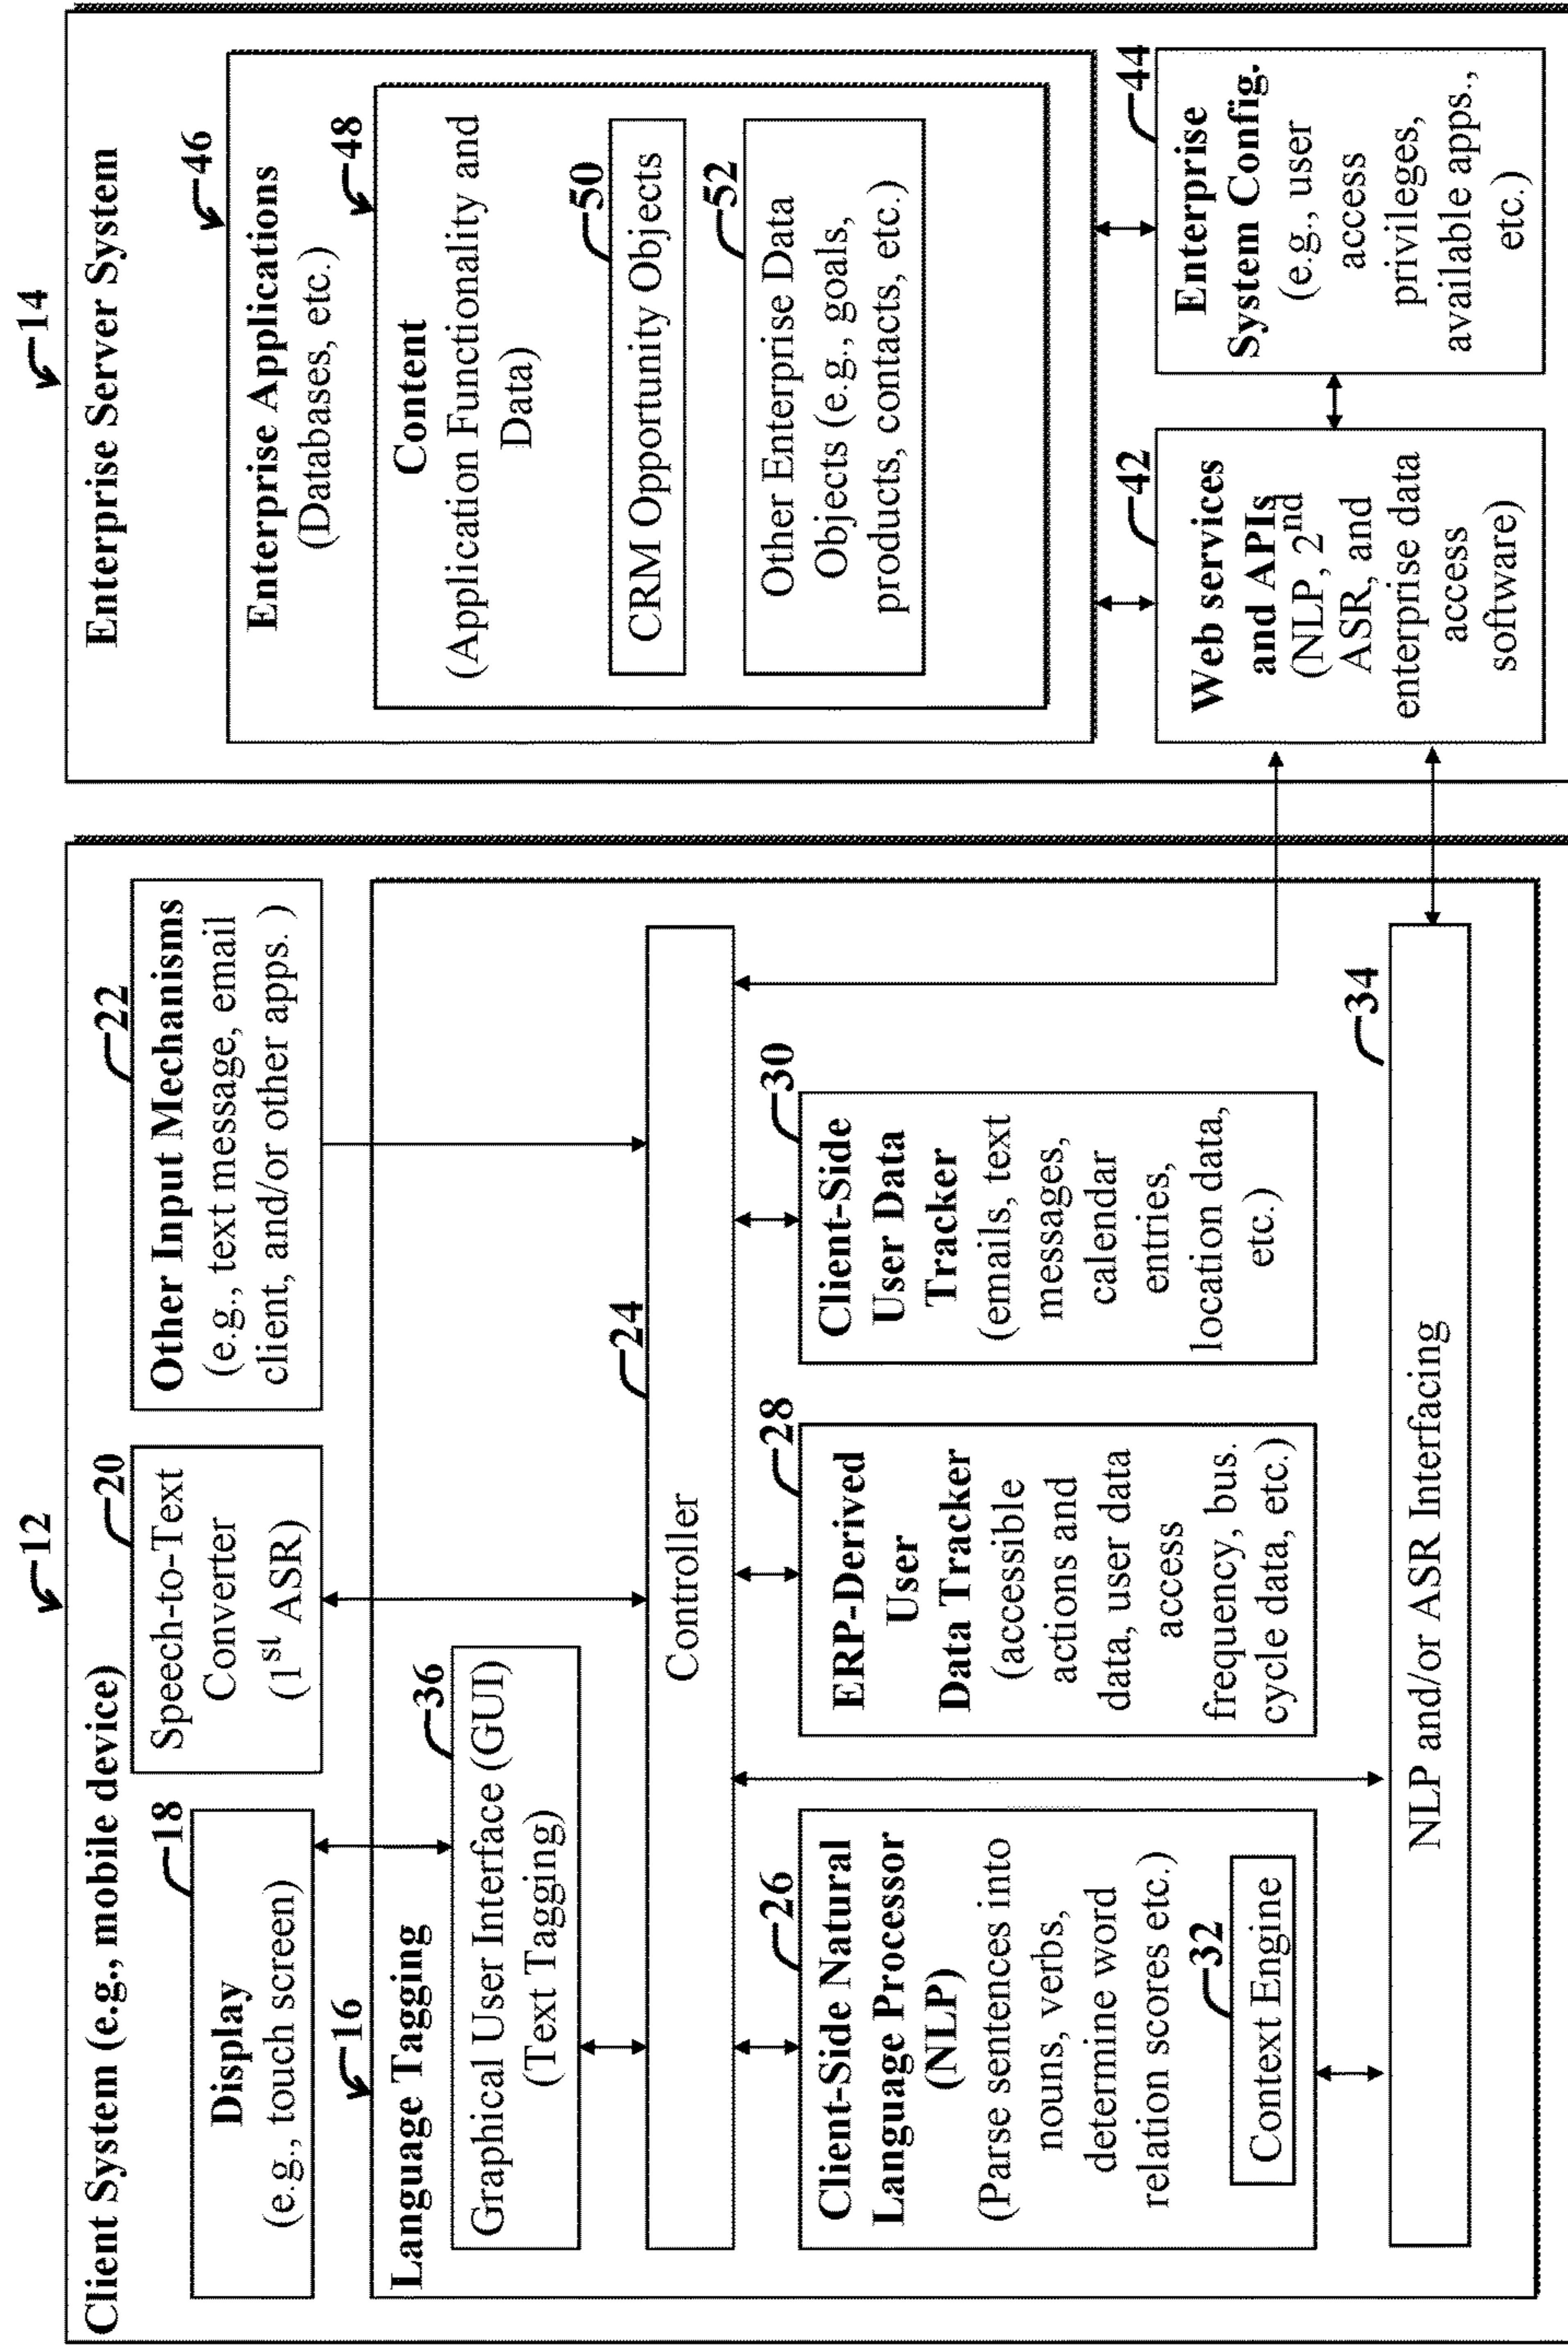 12
Client System (e.g., mobile device)
18
Display
(e.g., touch screen)
20
Speech-to-Text
Converter
(1st ASR)
22
Other Input Mechanisms
(e.g., text message, email
client, and/or other apps. )
16
Language Tagging
36
Graphical User Interface (GUI)
(Text Tagging)
24
Controller
26
Client-Side Natural
Language Processor
(NLP)
(Parse sentences into
nouns, verbs,
determine word
relation scores etc.)
32
Context Engine
28
ERP-Derived
User
Data Tracker
(accessible
actions and
data, user data
access
frequency, bus.
cycle data, etc.)
30
Client-Side
User Data
Tracker
(emails, text
messages,
calendar
entries,
location data,
etc.)
34
NLP and/or ASR Interfacing
14
Enterprise Server System
46
Enterprise Applications
(Databases, etc.)
48
Content
(Application Functionality and
Data)
50
CRM Opportunity Objects
52
Other Enterprise Data
Objects (e.g., goals,
products, contacts, etc.)
42
Web services
and APIs
(NLP, 2nd
ASR, and
enterprise data
access
software)
44
Enterprise
System Config.
(e.g., user
access
privileges,
available apps.,
etc.)